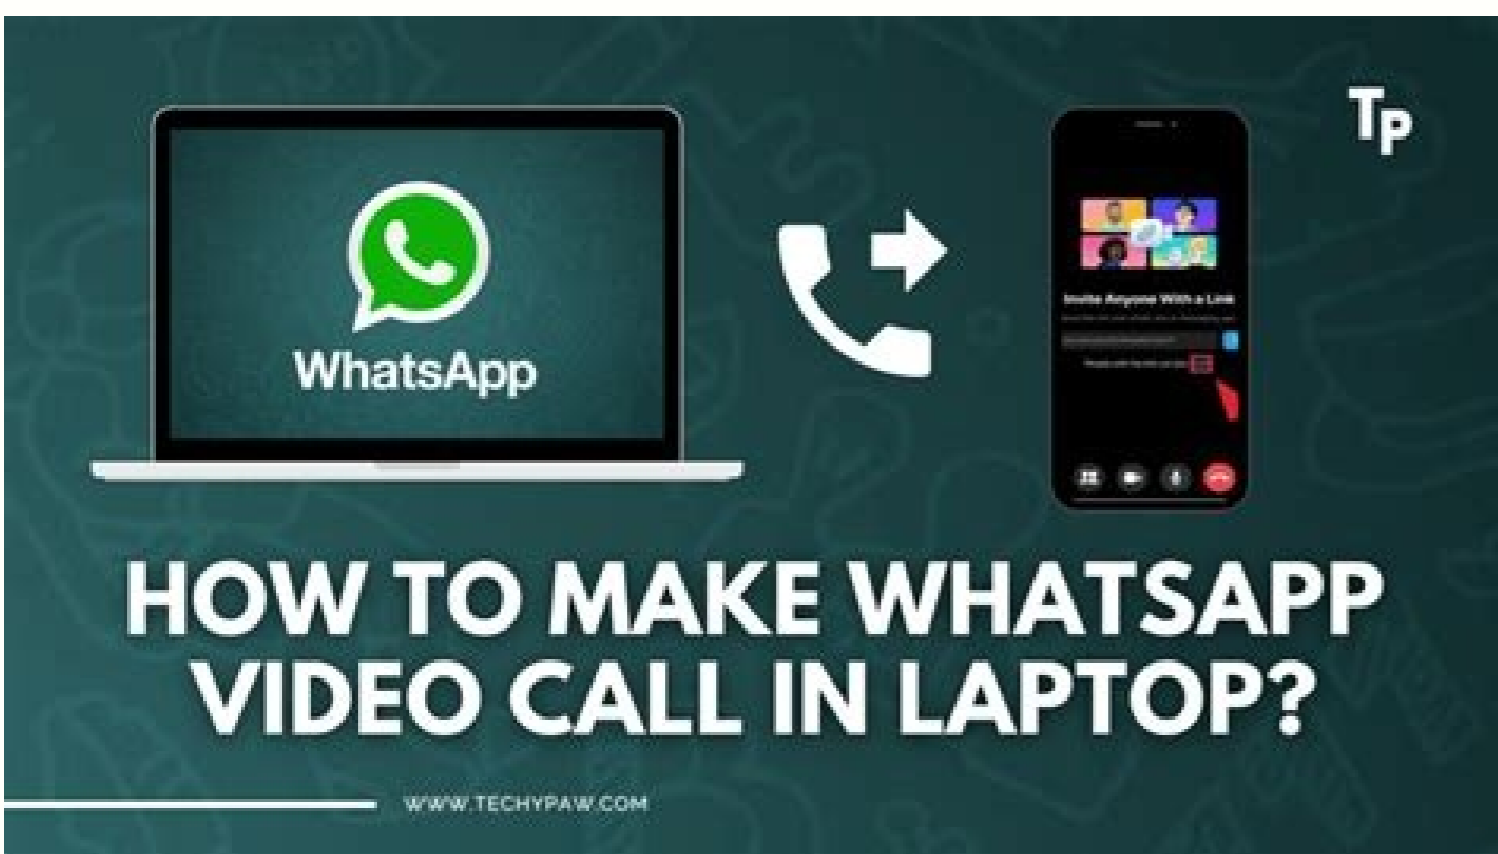 TP
WhatsApp
Invite Anyone With a Link
HOW TO MAKE WHATSAPP
VIDEO CALL IN LAPTOP?
WWW.TECHYPAW.COM